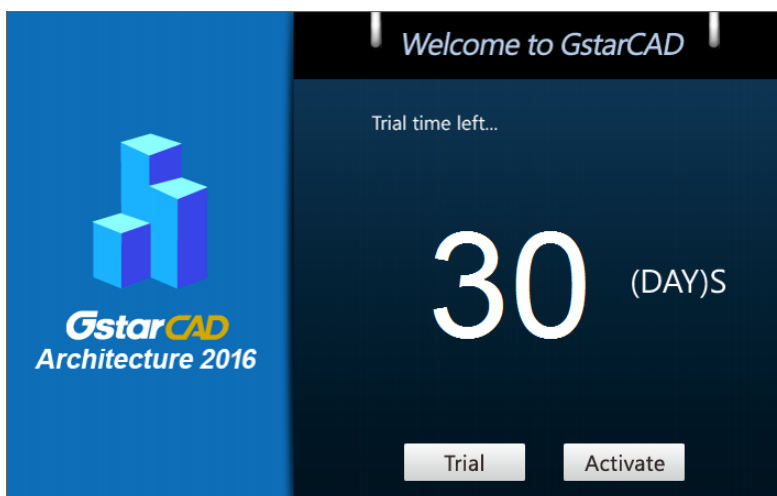 Welcome to GstarCAD
Trial time left...
30 (DAY)S
GstarCAD
Architecture 2016
Trial
Activate